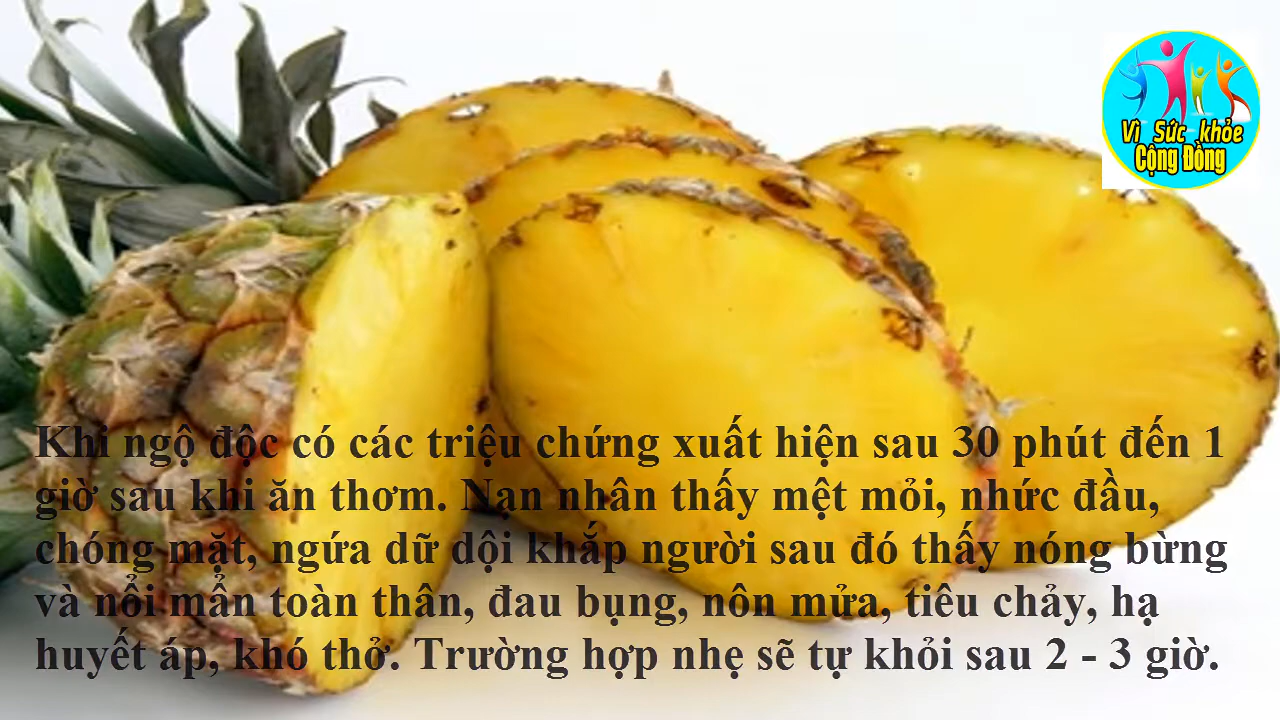 Vì Sức khỏe
Cộng Đồng
Khi ngộ độc có các triệu chứng xuất hiện sau 30 phút đến 1
giờ sau khi ăn thơm. Nạn nhân thấy mệt mỏi, nhức đầu,
chóng mặt, ngứa dữ dội khắp người sau đó thấy nóng bừng
và nổi mẩn toàn thân, đau bụng, nôn mửa, tiêu chảy, hạ
huyết áp, khó thở. Trường hợp nhẹ sẽ tự khỏi sau 2 - 3 giờ.